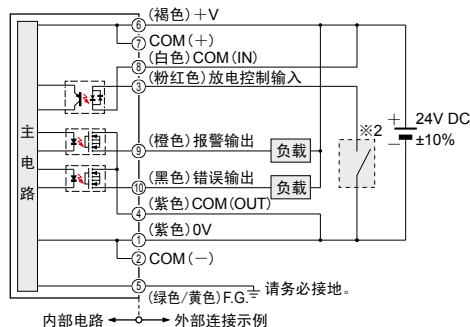 (褐色)＋V
⑥
⑦ COM(＋)
(白色)COM(IN)
⑧
(粉红色)放电控制输入
③
主电路
※2
＋
－
24V DC
±10%
(橙色)报警输出
⑨
负载
(黑色)错误输出
⑩
负载
(紫色)COM(OUT)
④
(紫色)0V
①
② COM(－)
⑤
(绿色/黄色)F.G.
请务必接地。
内部电路
外部连接示例